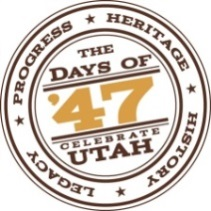 PROGRESS ★ HERITAGE ★ HISTORY ★ LEGACY ★
THE
DAYS OF
'47
CELEBRATE
UTAH